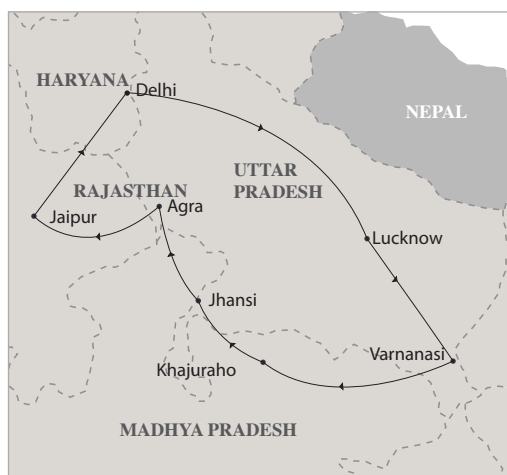 HARYANA
Delhi
NEPAL
UTTAR
PRADESH
RAJASTHAN
Agra
Jaipur
Lucknow
Jhansi
Varnanasi
Khajuraho
MADHYA PRADESH